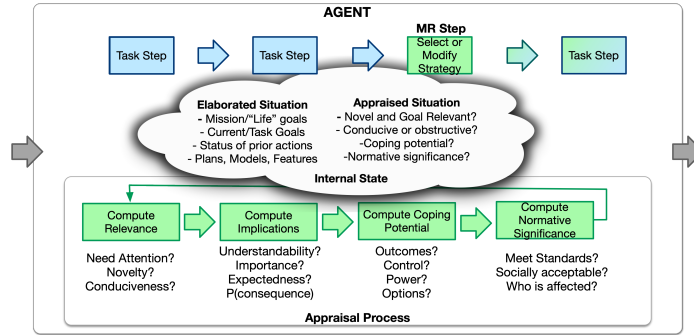 AGENT
MR Step
Task Step
Task Step
Select or
Modify
Strategy
Task Step
Elaborated Situation
- Mission/“Life” goals
- Current/Task Goals
- Status of prior actions
- Plans, Models, Features
Appraised Situation
- Novel and Goal Relevant?
- Conducive or obstructive?
-Coping potential?
-Normative significance?
Internal State
Compute
Relevance
Compute
Implications
Compute Coping
Potential
Compute
Normative
Significance
Need Attention?
Novelty?
Conduciveness?
Understandability?
Importance?
Expectedness?
P(consequence)
Outcomes?
Control?
Power?
Options?
Meet Standards?
Socially acceptable?
Who is affected?
Appraisal Process